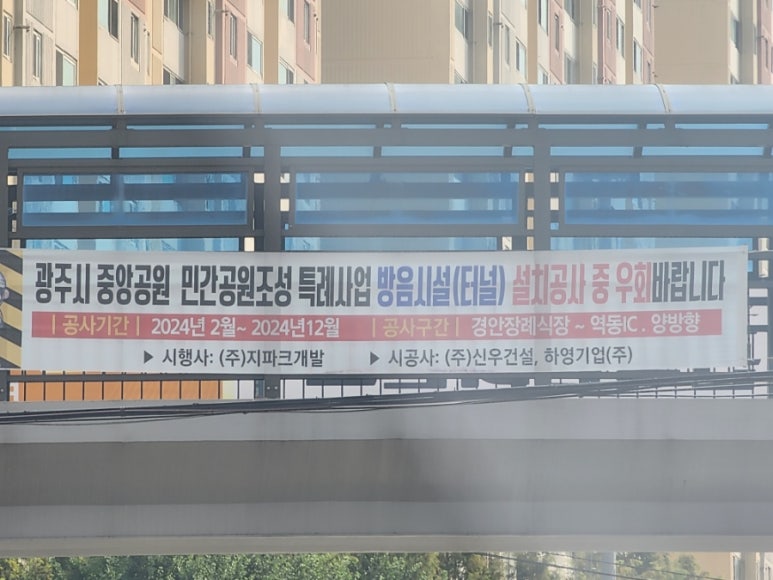 광주시 중앙공원 민간공원조성 특례사업 방음시설(터널) 설치공사 중 우회바랍니다
| 공사기간 | 2024년 2월~ 2024년12월 | 공사구간 | 경안장례식장 ~ 역동IC . 양방향
▶ 시행사: (주)지파크개발 ▶ 시공사: (주)신우건설, 하영기업(주)